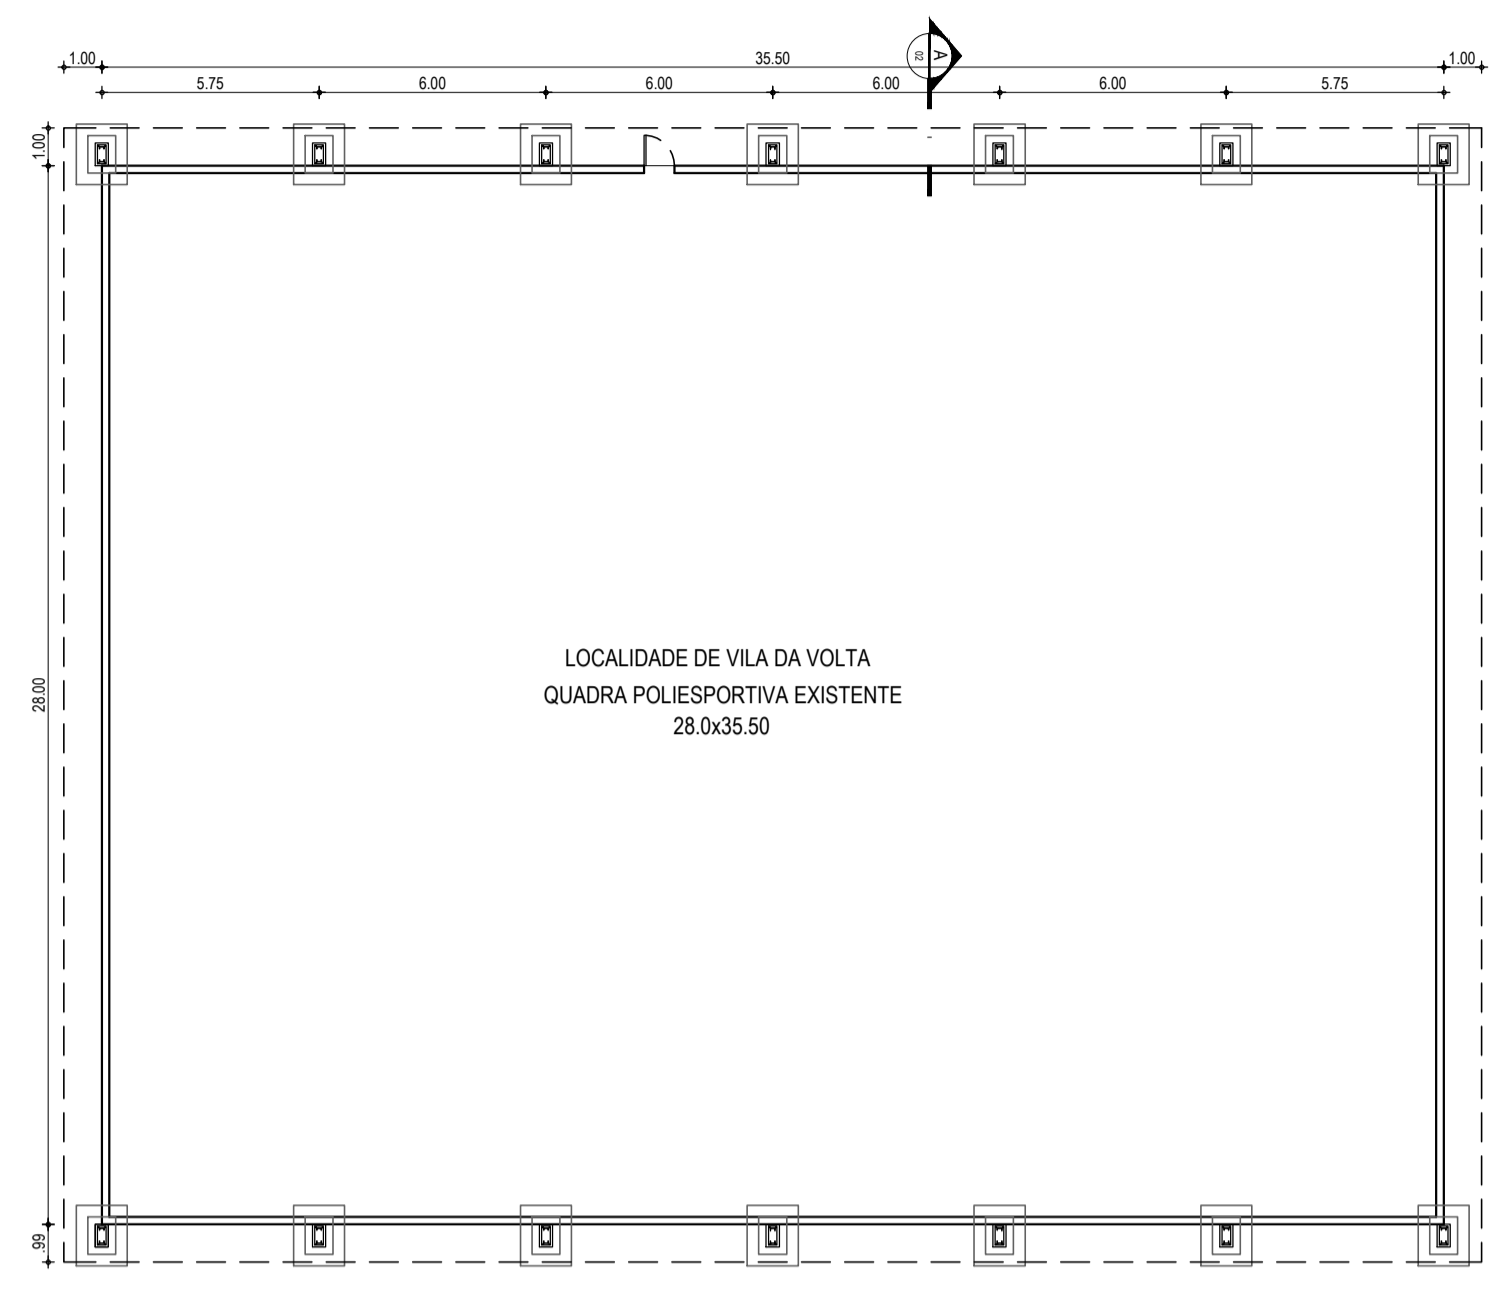 1.00 35.50 1.00
A
02
5.75 6.00 6.00 6.00 6.00 5.75
1.00
28.00
.99
LOCALIDADE DE VILA DA VOLTA
QUADRA POLIESPORTIVA EXISTENTE
28.0x35.50